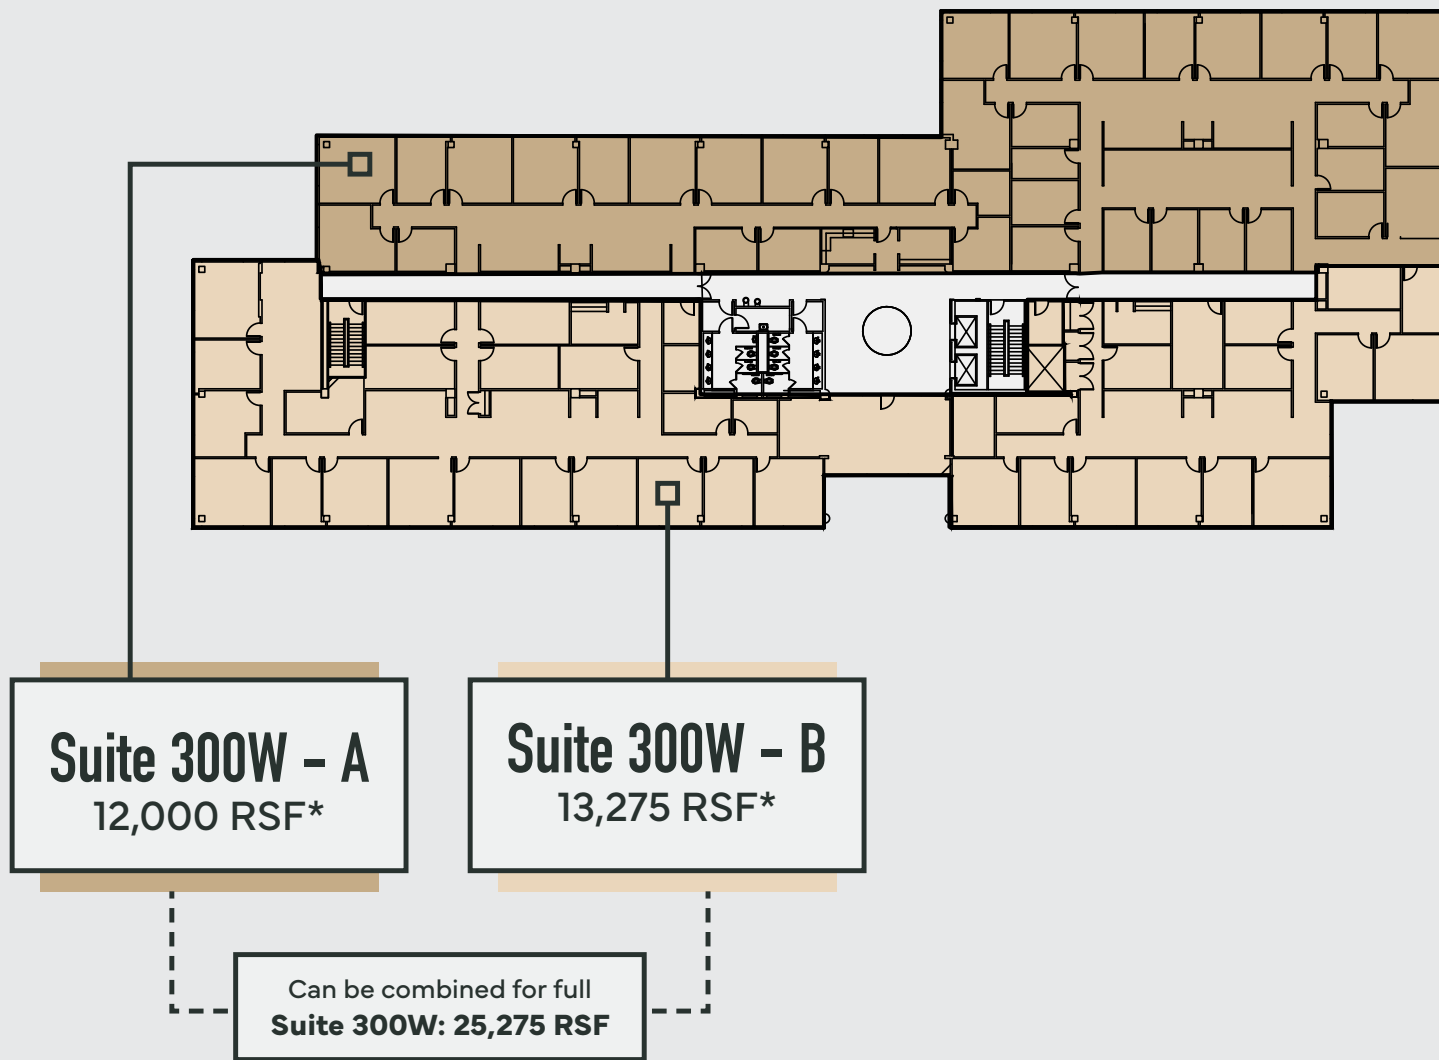 Suite 300W – A
12,000 RSF*
Suite 300W – B
13,275 RSF*
Can be combined for full
Suite 300W: 25,275 RSF